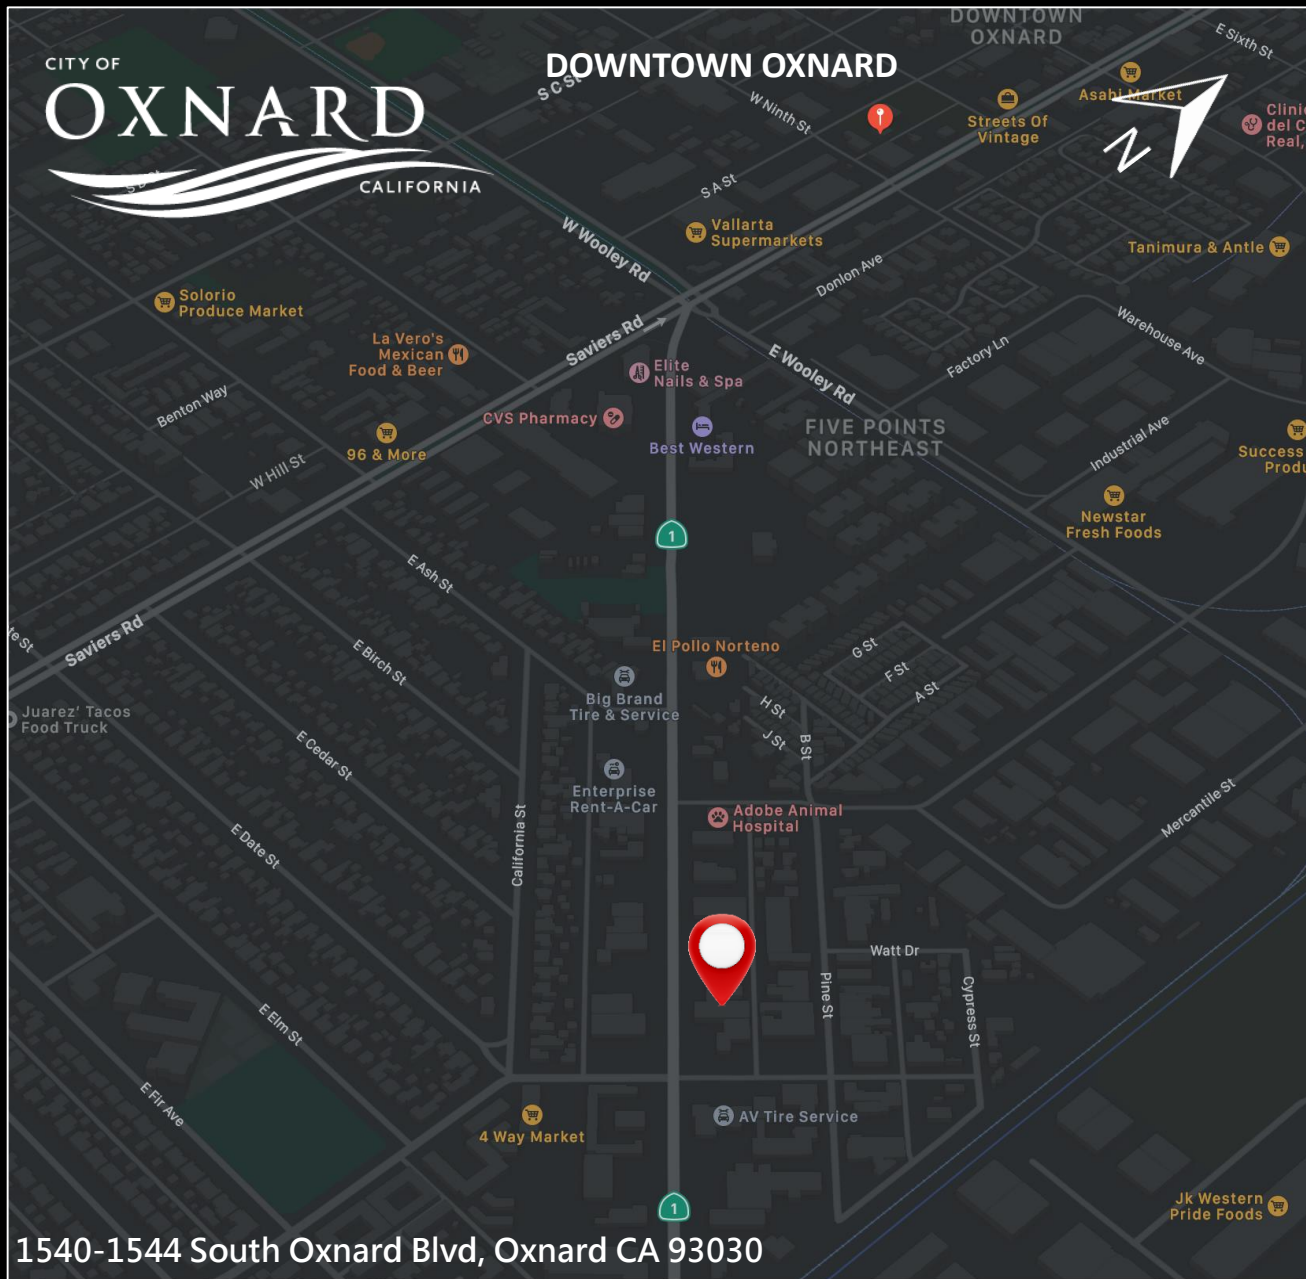 DOWNTOWN
OXNARD
E Sixth St
CITY OF
OXNARD
CALIFORNIA
DOWNTOWN OXNARD
S C St
W Ninth St
Streets Of
Vintage
Asahi Market
N
S D St
S A St
W Wooley Rd
Vallarta
Supermarkets
Donlon Ave
Tanimura & Antle
Solorio
Produce Market
La Vero's
Mexican
Food & Beer
Saviers Rd
Elite
Nails & Spa
E Wooley Rd
Factory Ln
Warehouse Ave
Benton Way
CVS Pharmacy
Best Western
FIVE POINTS
NORTHEAST
Industrial Ave
96 & More
W Hill St
Success
Newstar
Fresh Foods
1
E Ash St
Saviers Rd
E Birch St
El Pollo Norteno
G St
F St
A St
H St
J St
B St
Big Brand
Tire & Service
Juarez' Tacos
Food Truck
E Cedar St
Enterprise
Rent-A-Car
Adobe Animal
Hospital
Mercantile St
E Date St
California St
Watt Dr
Pine St
Cypress St
E Elm St
E Fir Ave
4 Way Market
AV Tire Service
1
Jk Western
Pride Foods
1540-1544 South Oxnard Blvd, Oxnard CA 93030